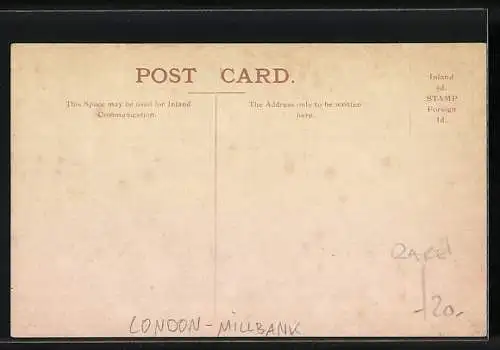 POST CARD.
This Space may be used for Inland
Communication.
The Address only to be written
here.
Inland
½d.
STAMP
Foreign
1d.
RARE!
120.-
LONDON - MILLBANK